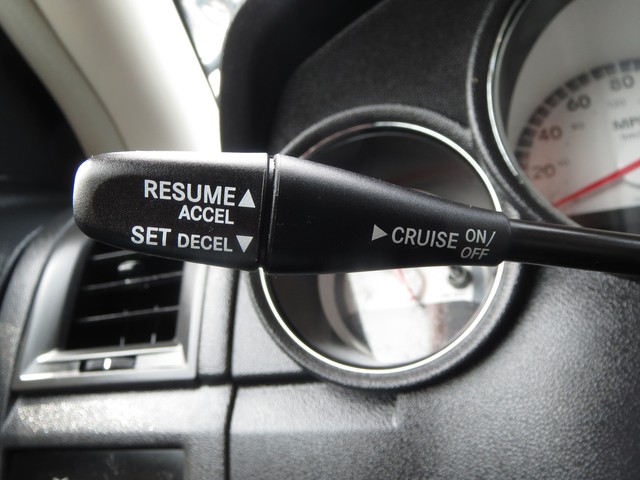 RESUME▲
ACCEL
SET DECEL▼
▶CRUISE ON/
OFF
20
40
60
80
MP